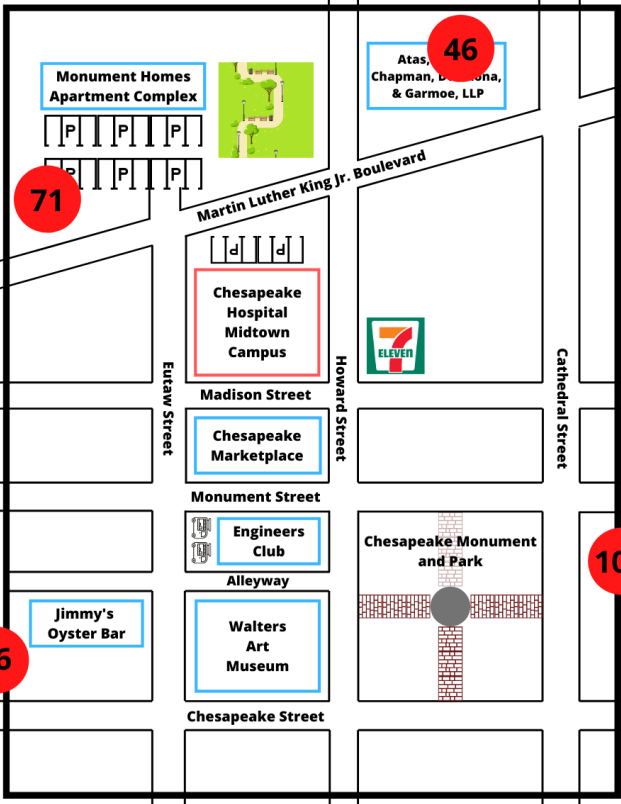 46
Atas,
Chapman,
& Garmoe, LLP
Monument Homes
Apartment Complex
P P P
P P P
71
Martin Luther King Jr. Boulevard
P P
Chesapeake
Hospital
Midtown
Campus
7
ELEVEN
Eutaw Street
Howard Street
Cathedral Street
Madison Street
Chesapeake
Marketplace
Monument Street
Engineers
Club
Chesapeake Monument
and Park
10
Alleyway
Jimmy's
Oyster Bar
Walters
Art
Museum
6
Chesapeake Street